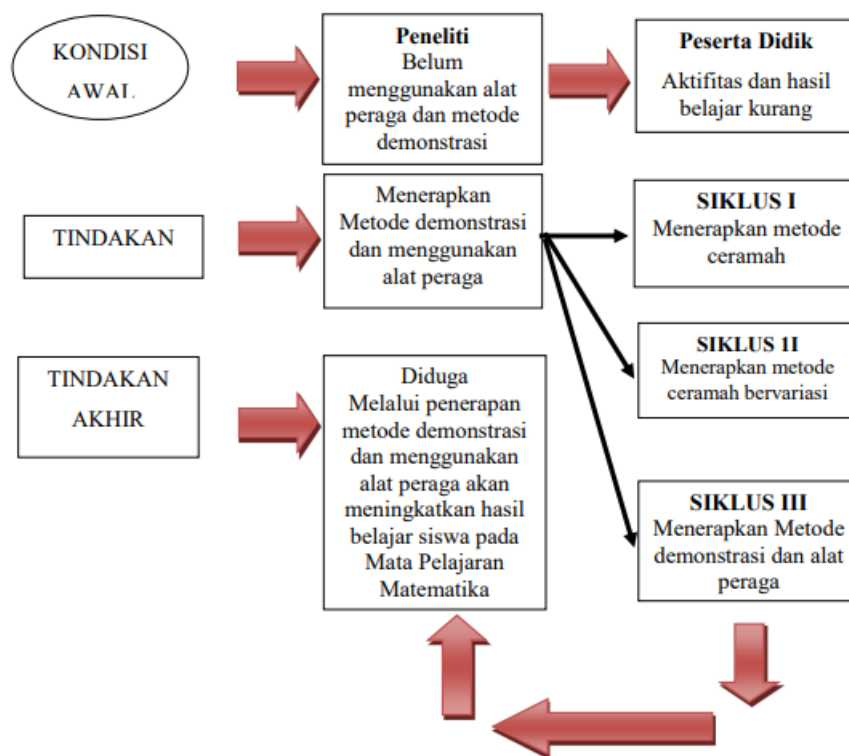 KONDISI
AWAL
Peneliti
Belum
menggunakan alat
peraga dan metode
demonstrasi
Peserta Didik
Aktifitas dan hasil
belajar kurang
TINDAKAN
Menerapkan
Metode demonstrasi
dan menggunakan
alat peraga
SIKLUS I
Menerapkan metode
ceramah
SIKLUS 1I
Menerapkan metode
ceramah bervariasi
SIKLUS III
Menerapkan Metode
demonstrasi dan alat
peraga
TINDAKAN
AKHIR
Diduga
Melalui penerapan
metode demonstrasi
dan menggunakan
alat peraga akan
meningkatkan hasil
belajar siswa pada
Mata Pelajaran
Matematika